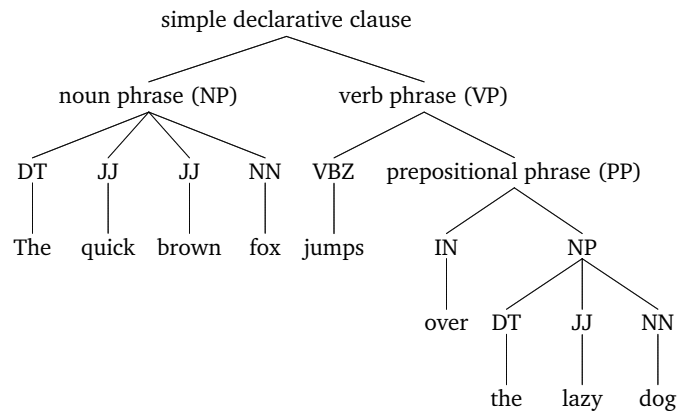 simple declarative clause
noun phrase (NP) verb phrase (VP)
DT JJ JJ NN VBZ prepositional phrase (PP)
The quick brown fox jumps IN NP
over DT JJ NN
the lazy dog